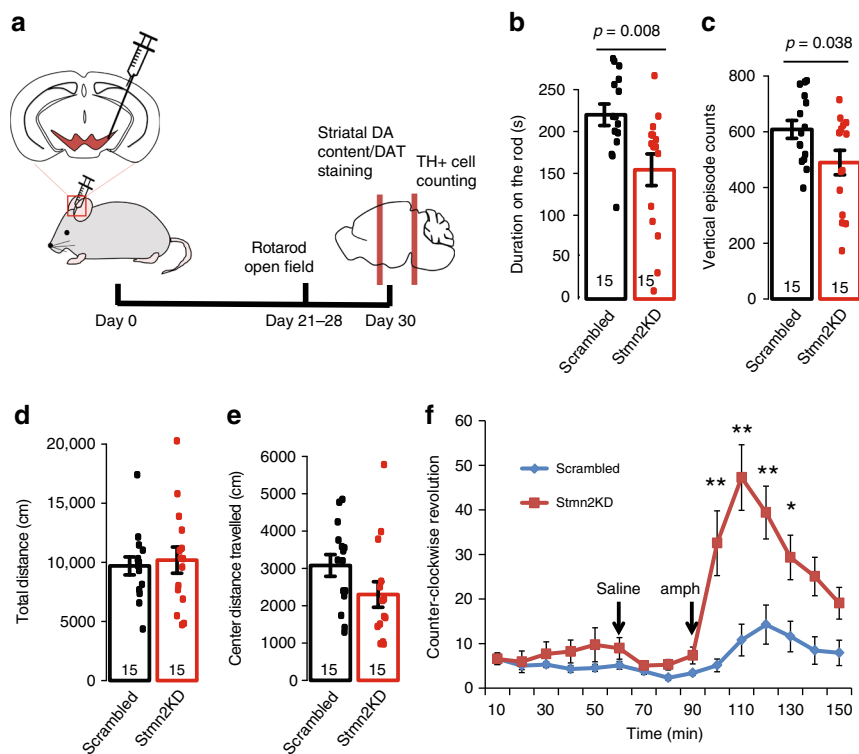 a
Striatal DA
content/DAT
staining
TH+ cell
counting
Rotarod
open field
Day 0
Day 21–28
Day 30
b
p = 0.008
Duration on the rod (s)
250
200
150
100
50
0
15
15
Scrambled
Stmn2KD
c
p = 0.038
Vertical episode counts
800
600
400
200
0
15
15
Scrambled
Stmn2KD
d
Total distance (cm)
20,000
15,000
10,000
5000
0
15
15
Scrambled
Stmn2KD
e
Center distance travelled (cm)
6000
5000
4000
3000
2000
1000
0
15
15
Scrambled
Stmn2KD
f
Counter-clockwise revolution
60
50
40
30
20
10
0
Scrambled
Stmn2KD
Saline
amph
**
**
**
*
10 30 50 70 90 110 130 150
Time (min)